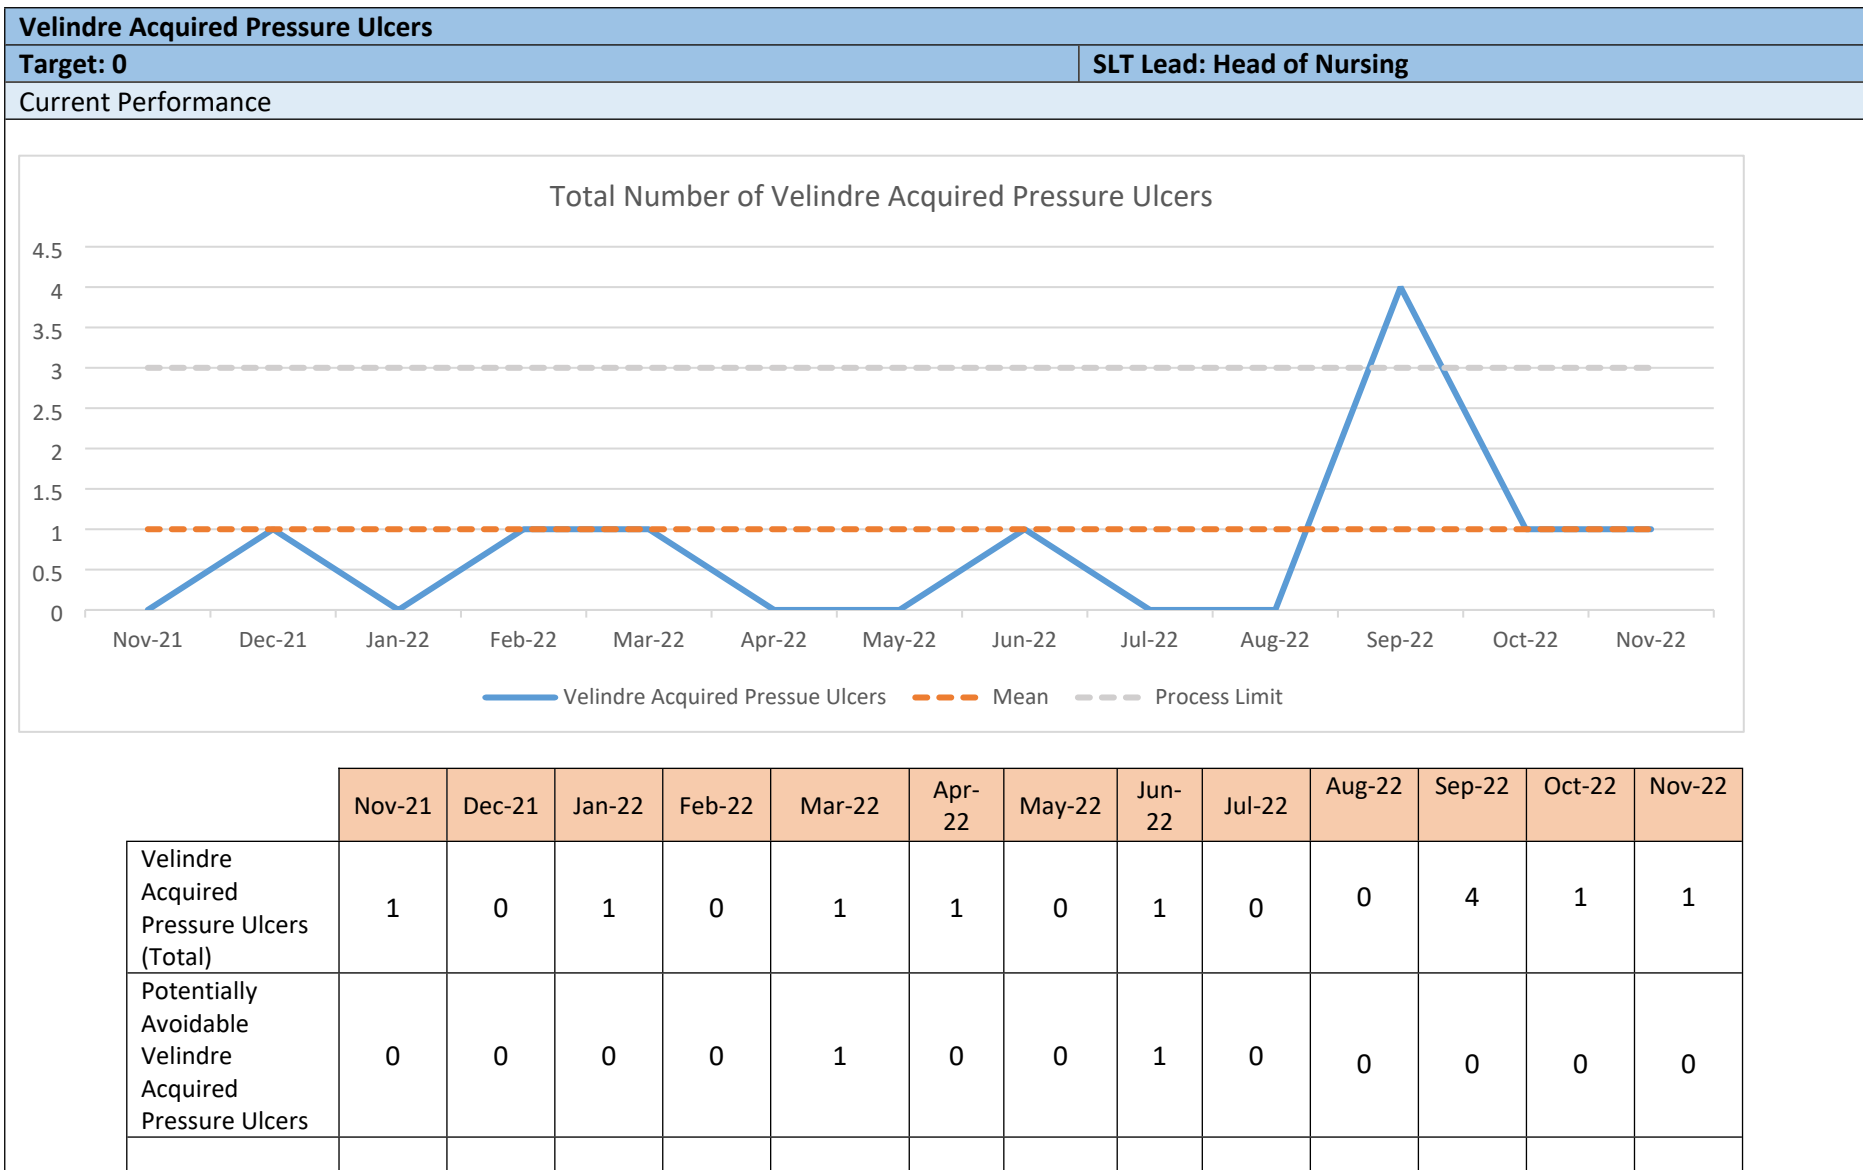 Velindre Acquired Pressure Ulcers
Target: 0
SLT Lead: Head of Nursing
Current Performance
Total Number of Velindre Acquired Pressure Ulcers
4.5
4
3.5
3
2.5
2
1.5
1
0.5
0
Nov-21 Dec-21 Jan-22 Feb-22 Mar-22 Apr-22 May-22 Jun-22 Jul-22 Aug-22 Sep-22 Oct-22 Nov-22
Velindre Acquired Pressue Ulcers Mean Process Limit
Nov-21 Dec-21 Jan-22 Feb-22 Mar-22 Apr-
22 May-22 Jun-
22 Jul-22 Aug-22 Sep-22 Oct-22 Nov-22
Velindre
Acquired
Pressure Ulcers
(Total)
1 0 1 0 1 1 0 1 0 0 4 1 1
Potentially
Avoidable
Velindre
Acquired
Pressure Ulcers
0 0 0 0 1 0 0 1 0 0 0 0 0